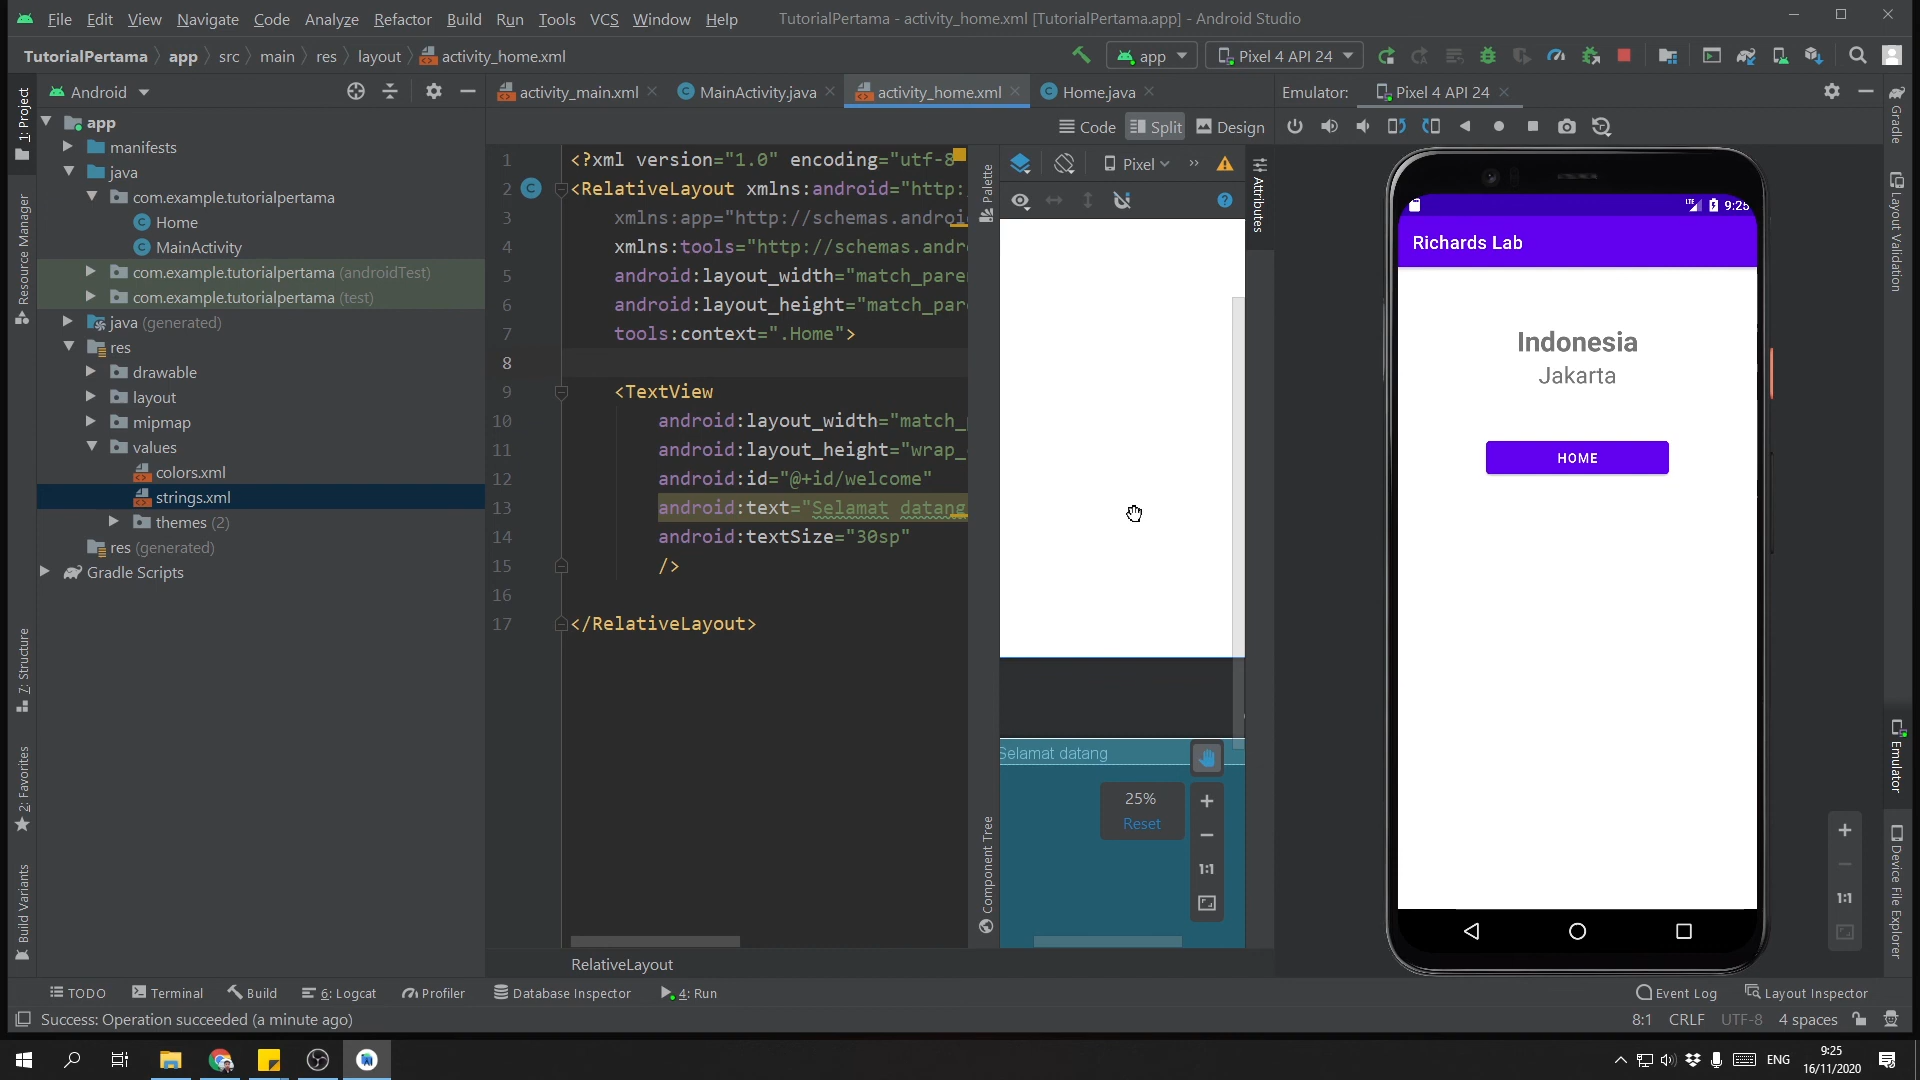 File Edit View Navigate Code Analyze Refactor Build Run Tools VCS Window Help TutorialPertama - activity_home.xml [TutorialPertama.app] - Android Studio
TutorialPertama app src main res layout activity_home.xml app Pixel 4 API 24
Android activity_main.xml MainActivity.java activity_home.xml Home.java Emulator: Pixel 4 API 24
Code Split Design
1: Project
Resource Manager
7: Structure
2: Favorites
Build Variants
app
manifests
java
com.example.tutorialpertama
Home
MainActivity
com.example.tutorialpertama (androidTest)
com.example.tutorialpertama (test)
java (generated)
res
drawable
layout
mipmap
values
colors.xml
strings.xml
themes (2)
res (generated)
Gradle Scripts
1 <?xml version="1.0" encoding="utf-8
2 <RelativeLayout xmlns:android="http:
3 xmlns:app="http://schemas.androi
4 xmlns:tools="http://schemas.andr
5 android:layout_width="match_pare
6 android:layout_height="match_par
7 tools:context=".Home">
8
9 <TextView
10 android:layout_width="match_
11 android:layout_height="wrap_
12 android:id="@+id/welcome"
13 android:text="Selamat datang
14 android:textSize="30sp"
15 />
16
17 </RelativeLayout>
RelativeLayout
Palette
Component Tree
Pixel
Attributes
Selamat datang
25%
Reset
1:1
9:25
Richards Lab
Indonesia
Jakarta
HOME
1:1
Gradle
Layout Validation
Emulator
Device File Explorer
TODO Terminal Build 6: Logcat Profiler Database Inspector 4: Run Event Log Layout Inspector
Success: Operation succeeded (a minute ago) 8:1 CRLF UTF-8 4 spaces
ENG 9:25
16/11/2020